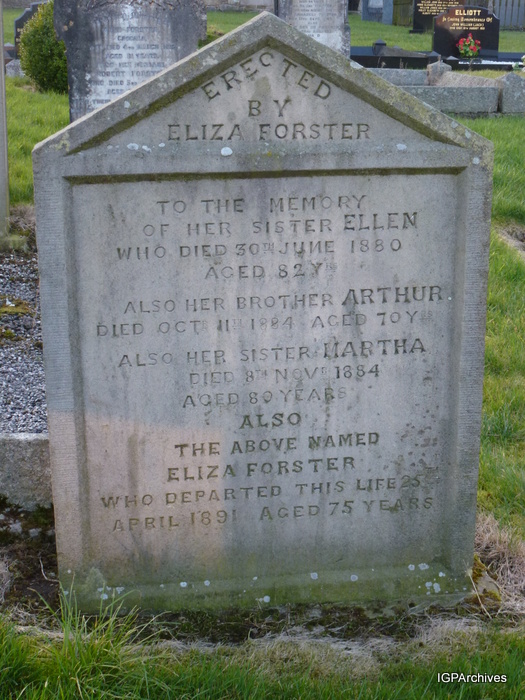 ERECTED
BY
ELIZA FORSTER
TO THE MEMORY
OF HER SISTER ELLEN
WHO DIED 30TH JUNE 1880
AGED 82 YRS
ALSO HER BROTHER ARTHUR
DIED OCT 11TH 1884 AGED 70 YRS
ALSO HER SISTER MARTHA
DIED 8TH NOVR 1884
AGED 80 YEARS
ALSO
THE ABOVE NAMED
ELIZA FORSTER
WHO DEPARTED THIS LIFE 25TH
APRIL 1891 AGED 75 YEARS
ELLIOTT
ROBERT
IGPArchives